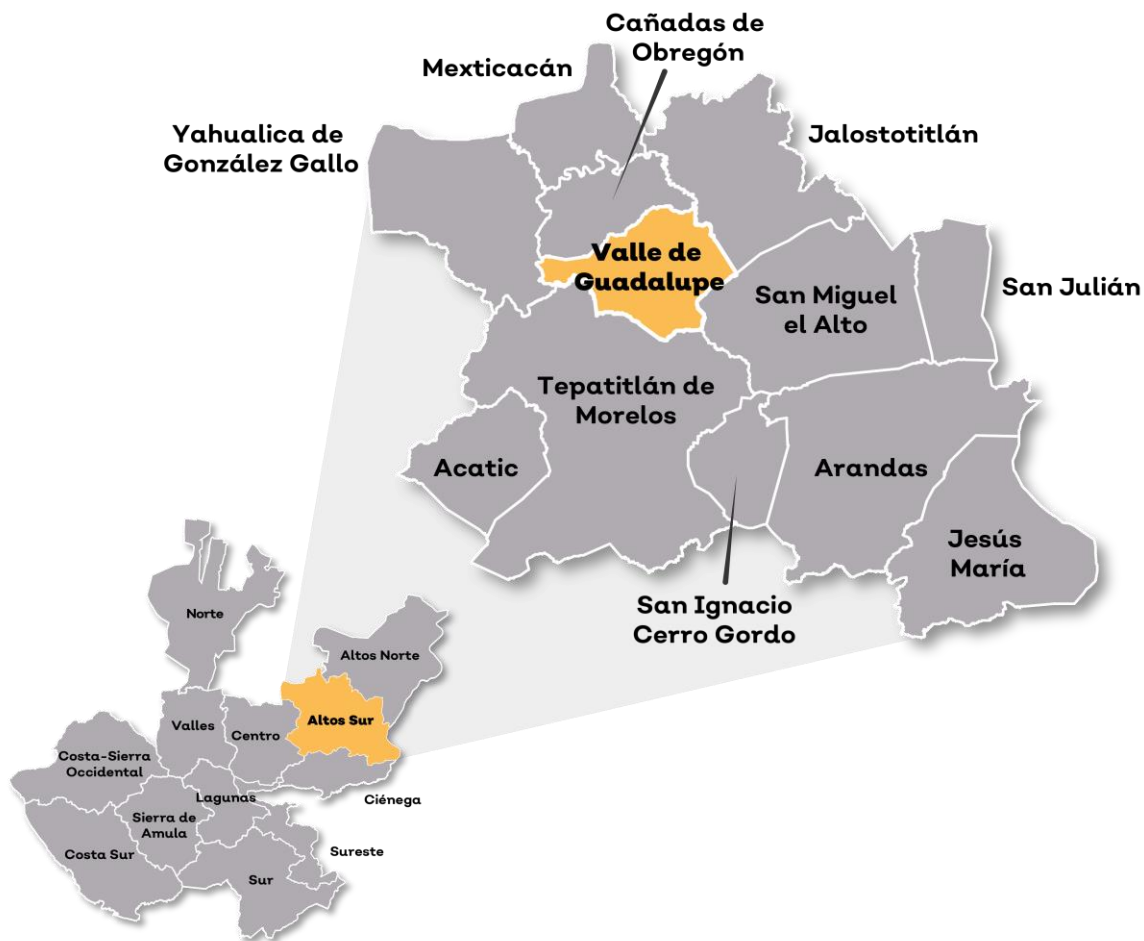 Cañadas de
Obregón
Mexticacán
Yahualica de
González Gallo
Jalostotitlán
Valle de
Guadalupe
San Miguel
el Alto
San Julián
Tepatitlán de
Morelos
Acatic
Arandas
Jesús
María
San Ignacio
Cerro Gordo
Norte
Altos Norte
Altos Sur
Valles
Centro
Costa-Sierra
Occidental
Lagunas
Ciénega
Sierra de
Amula
Costa Sur
Sureste
Sur